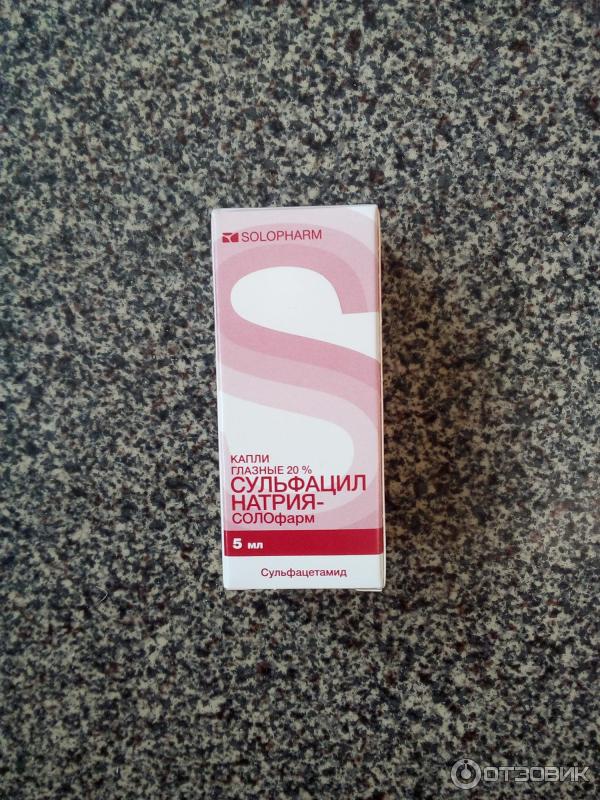 SOLOPHARM
КАПЛИ
ГЛАЗНЫЕ 20 %
СУЛЬФАЦИЛ
НАТРИЯ-
СОЛОфарм
5 мл
Сульфацетамид
ОТЗОВИК